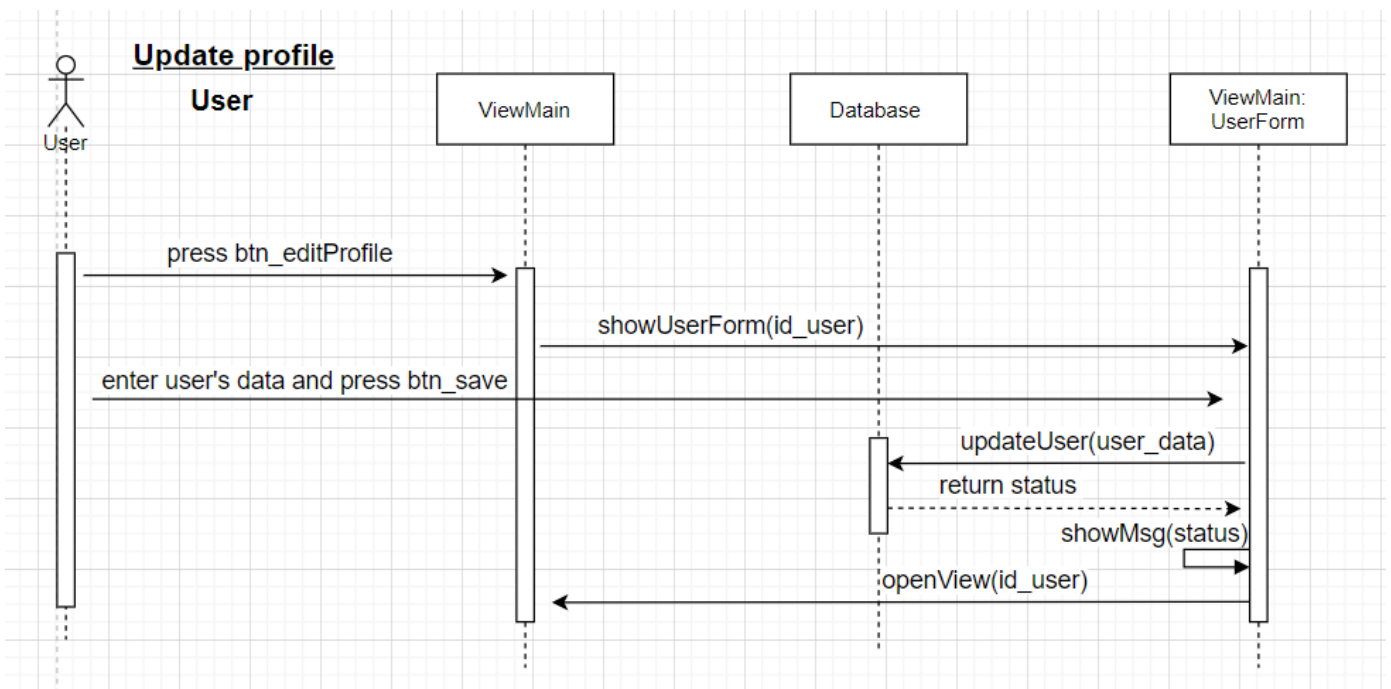 Update profile
User
User
ViewMain
Database
ViewMain:
UserForm
press btn_editProfile
showUserForm(id_user)
enter user's data and press btn_save
updateUser(user_data)
return status
showMsg(status)
openView(id_user)